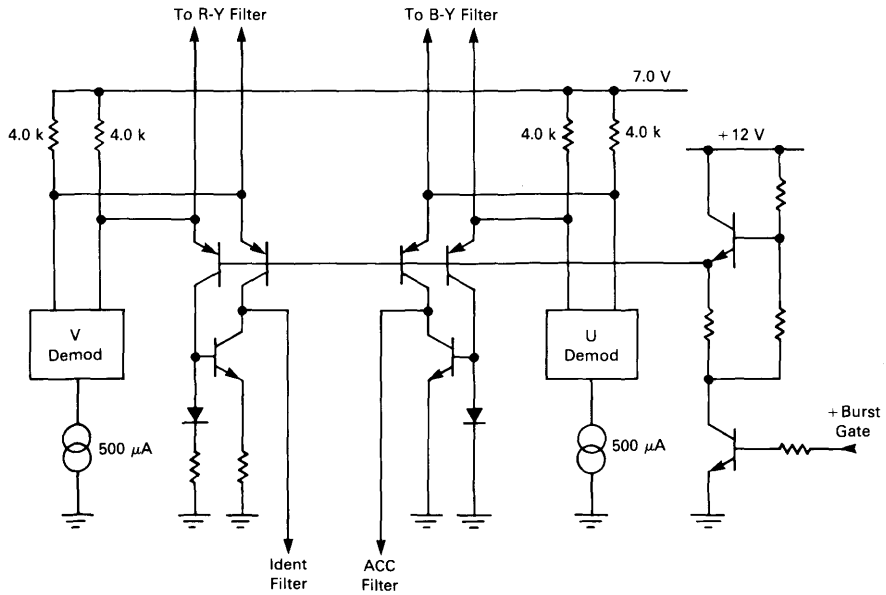 To R-Y Filter
To B-Y Filter
7.0 V
4.0 k
4.0 k
4.0 k
4.0 k
+12 V
V
Demod
U
Demod
+Burst
Gate
500 μA
500 μA
Ident
Filter
ACC
Filter